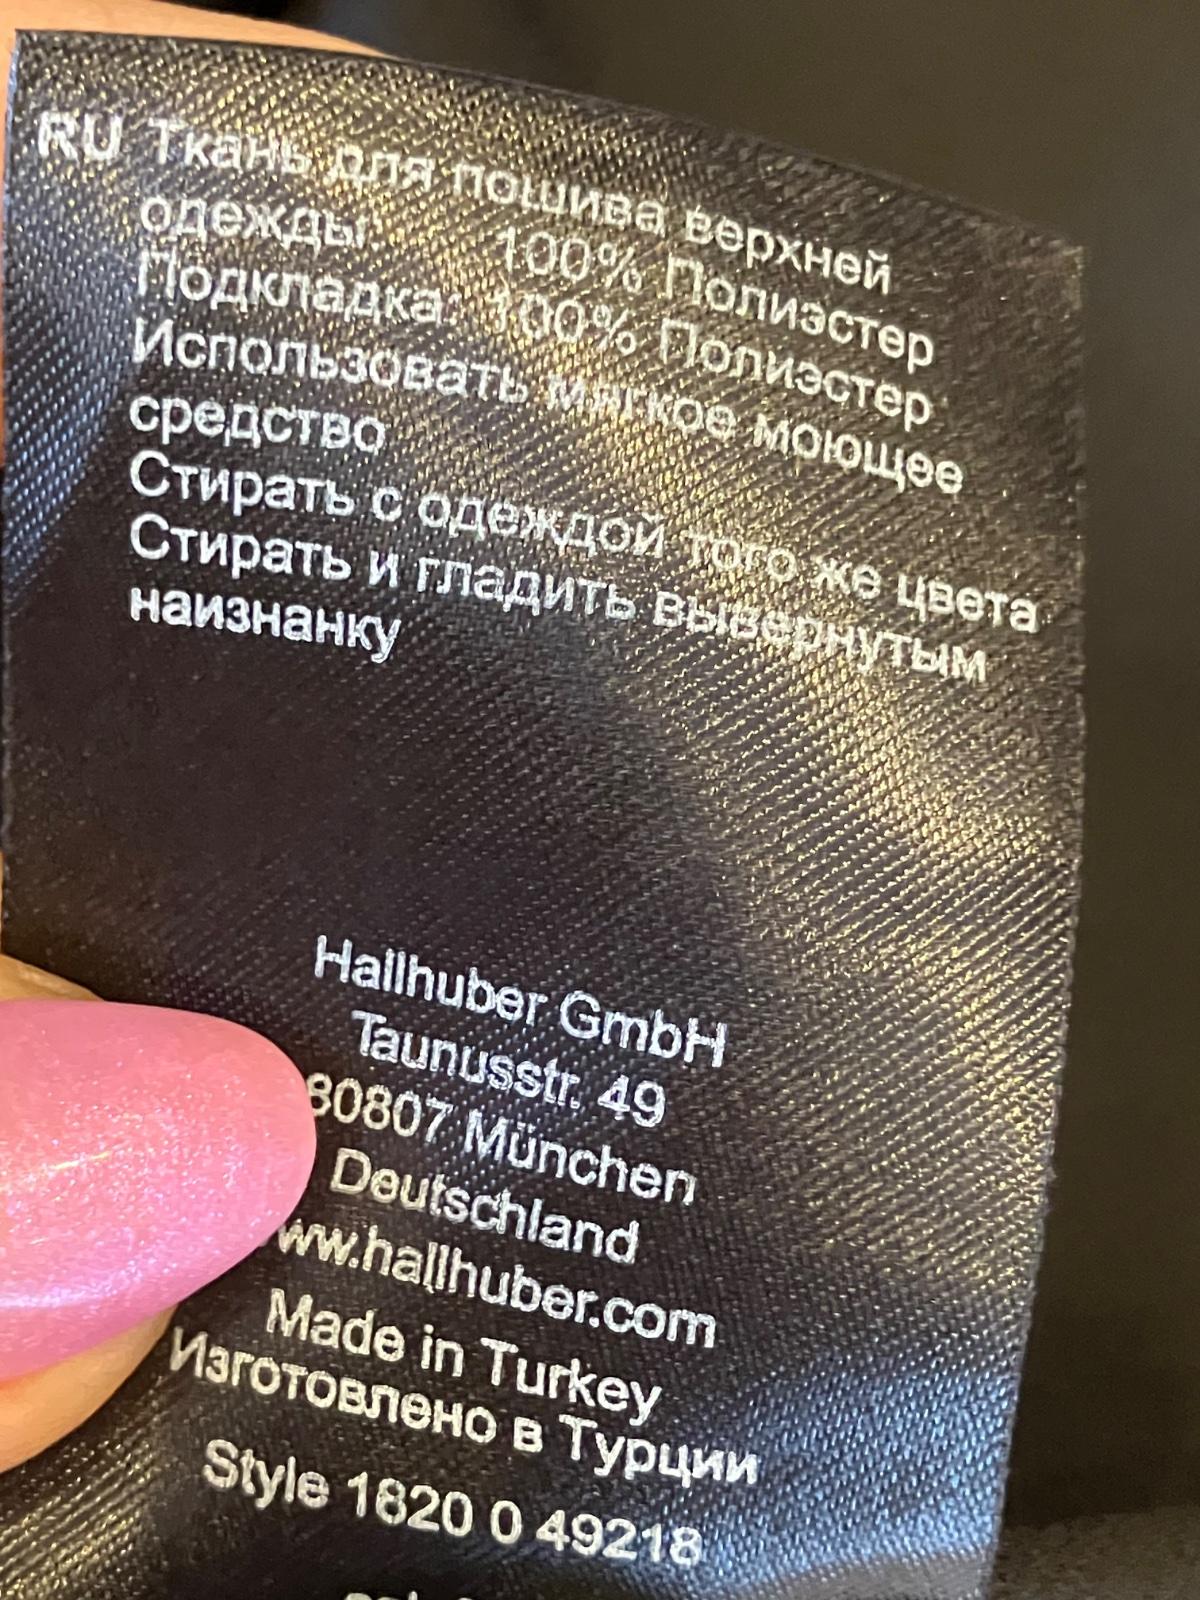 RU Ткань для пошива верхней
одежды: 100% Полиэстер
Подкладка: 100% Полиэстер
Использовать мягкое моющее
средство
Стирать с одеждой того же цвета
Стирать и гладить вывернутым
наизнанку
Hallhuber GmbH
Taunusstr. 49
80807 München
Deutschland
www.hallhuber.com
Made in Turkey
Изготовлено в Турции
Style 1820 0 49218